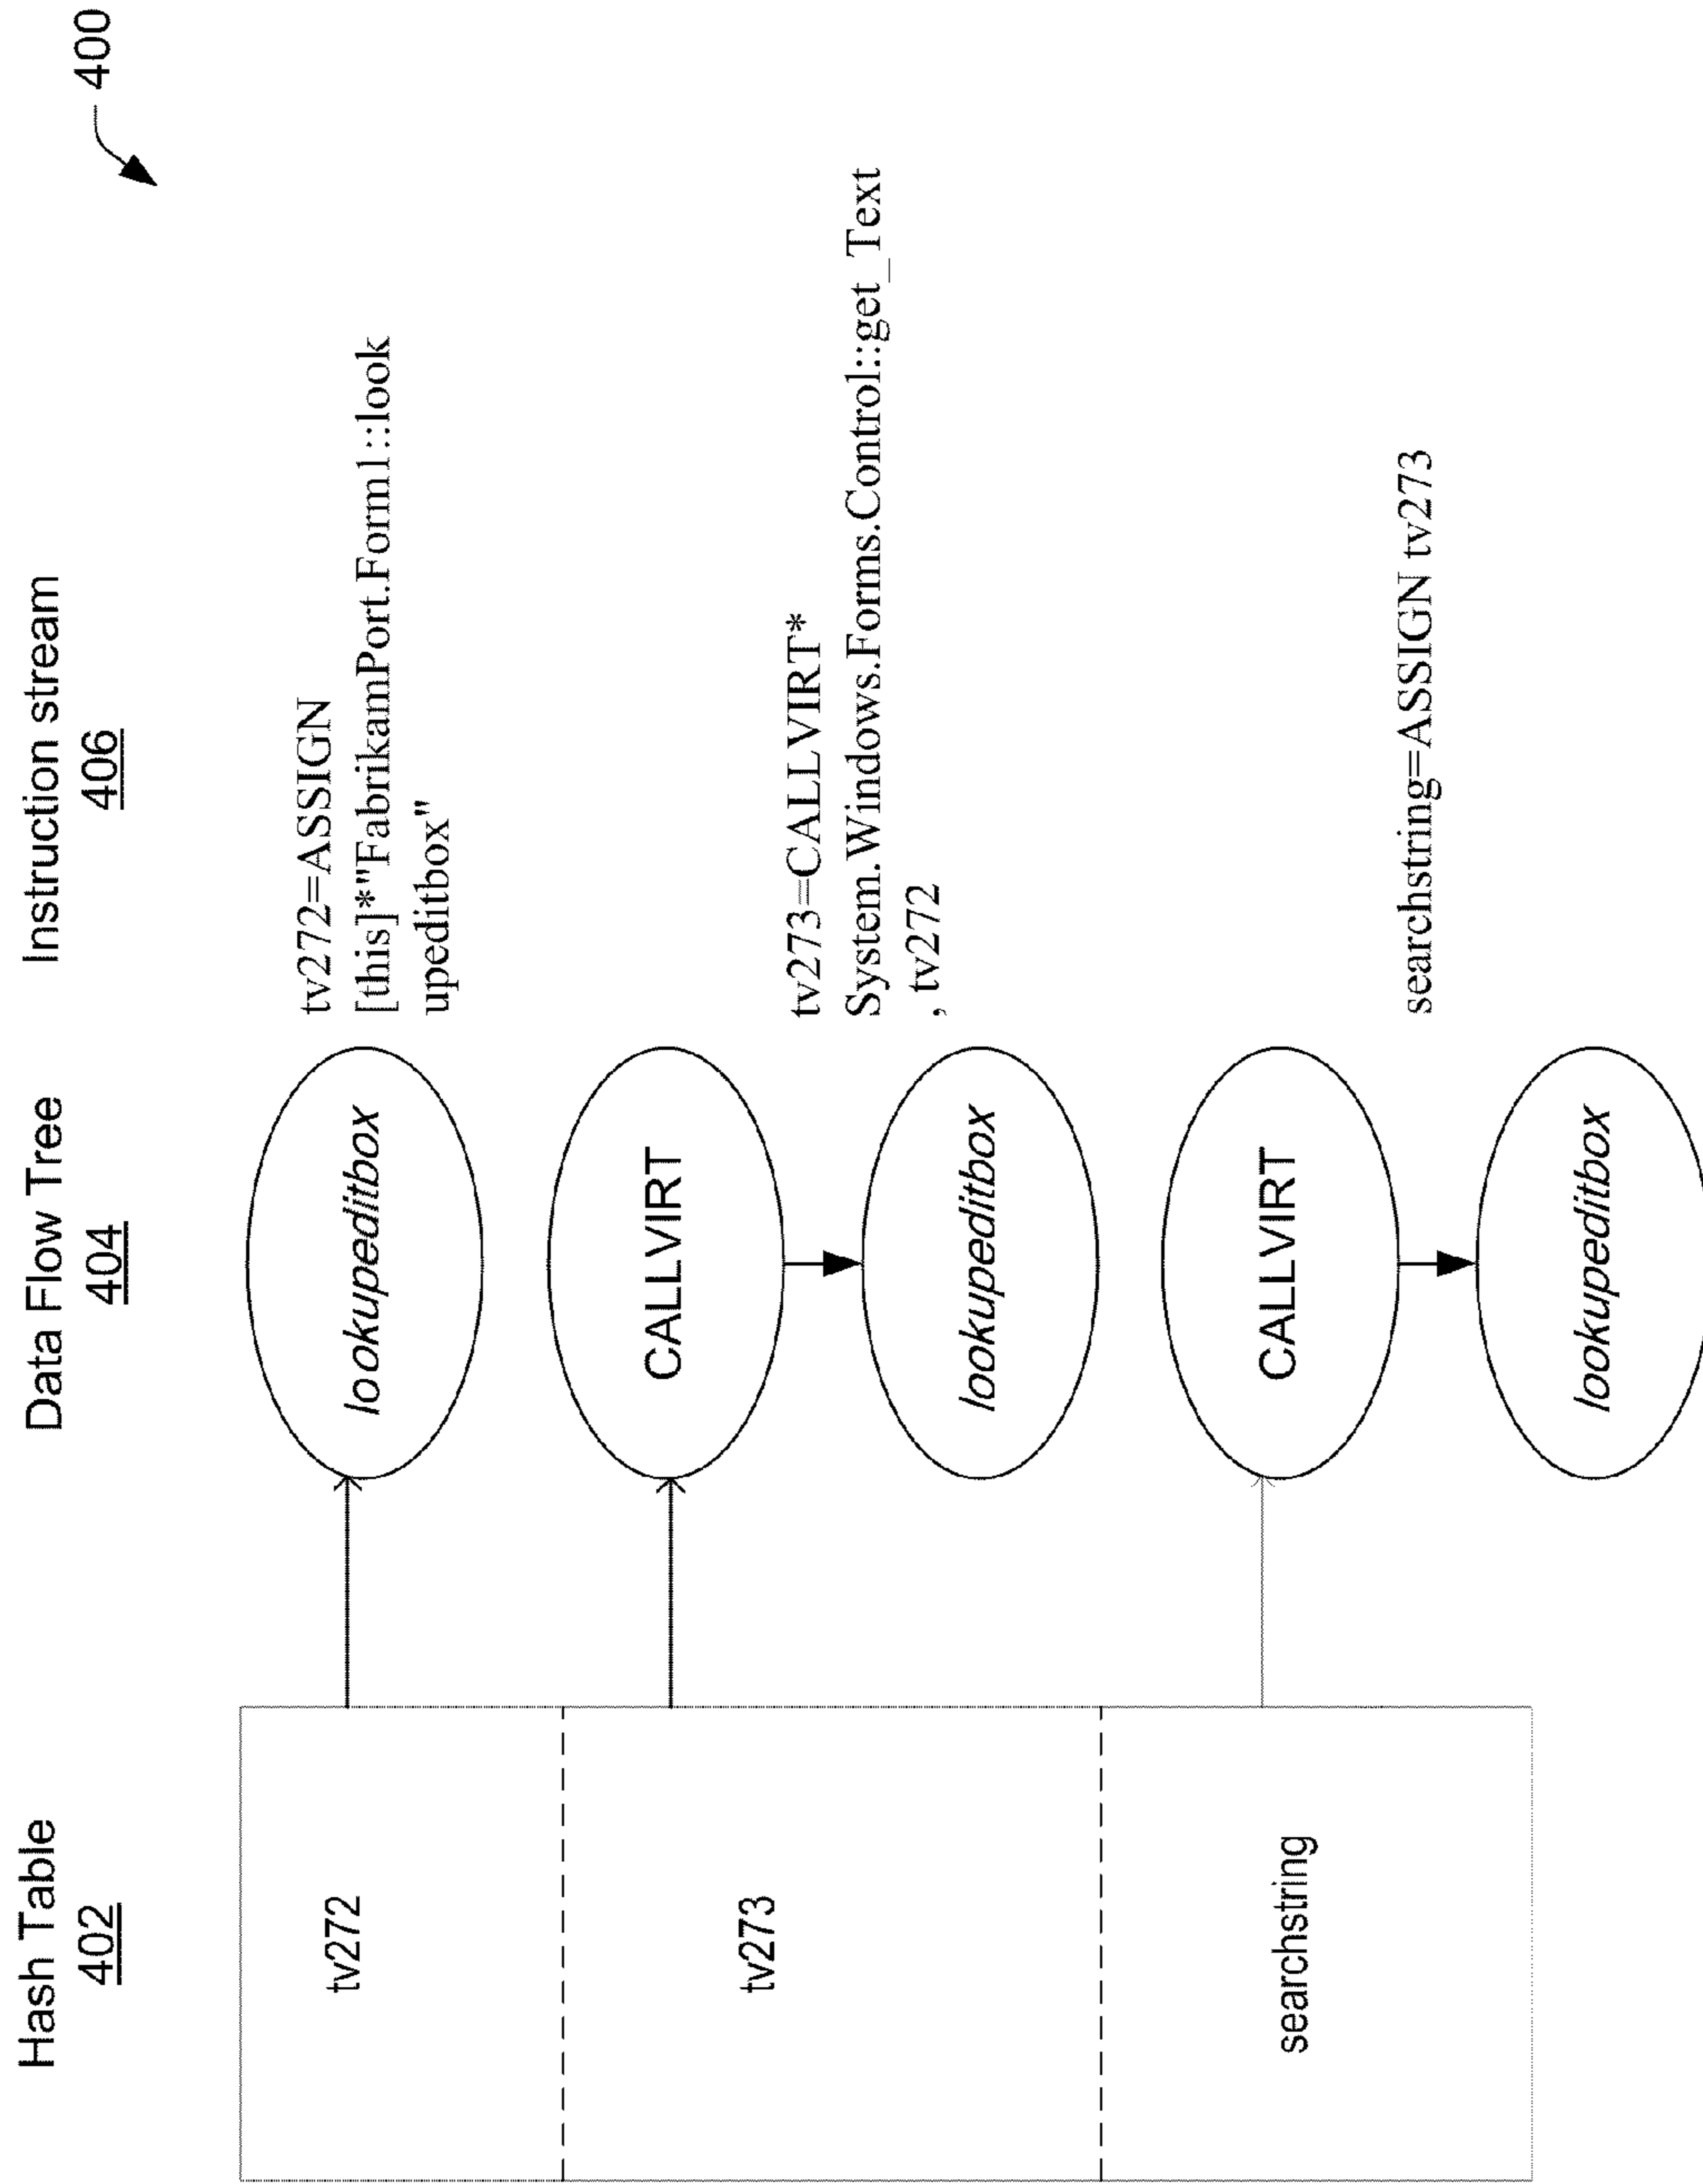 400
Hash Table
402
Data Flow Tree
404
Instruction stream
406
tv272
lookupeditbox
tv272=ASSIGN
[this]*"FabrikamPort.Form1::look
upeditbox"
tv273
CALLVIRT
lookupeditbox
tv273=CALLVIRT*
System.Windows.Forms.Control::get_Text
, tv272
searchstring
CALLVIRT
lookupeditbox
searchstring=ASSIGN tv273